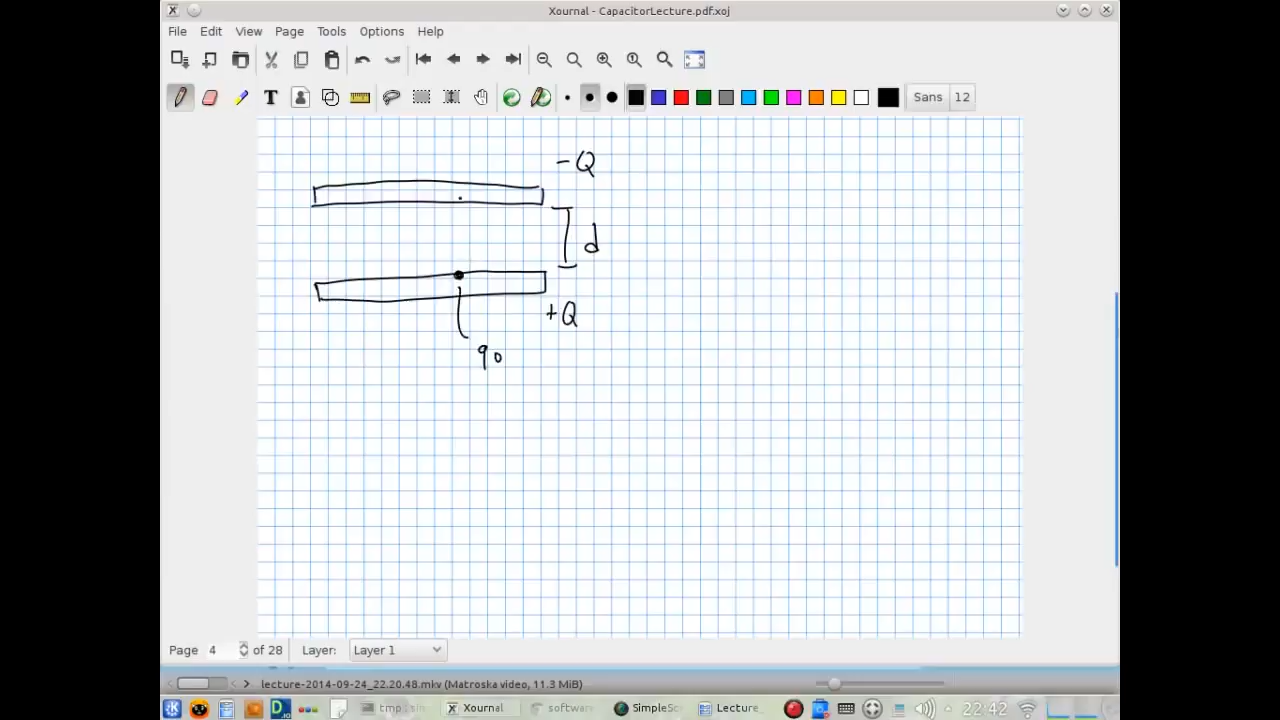 Xournal - CapacitorLecture.pdf.xoj
File Edit View Page Tools Options Help
Sans 12
-Q
d
+Q
q0
Page 4 of 28 Layer: Layer 1
lecture-2014-09-24_22.20.48.mkv (Matroska video, 11.3 MiB)
tmp Xournal software SimpleSc Lecture 22:42